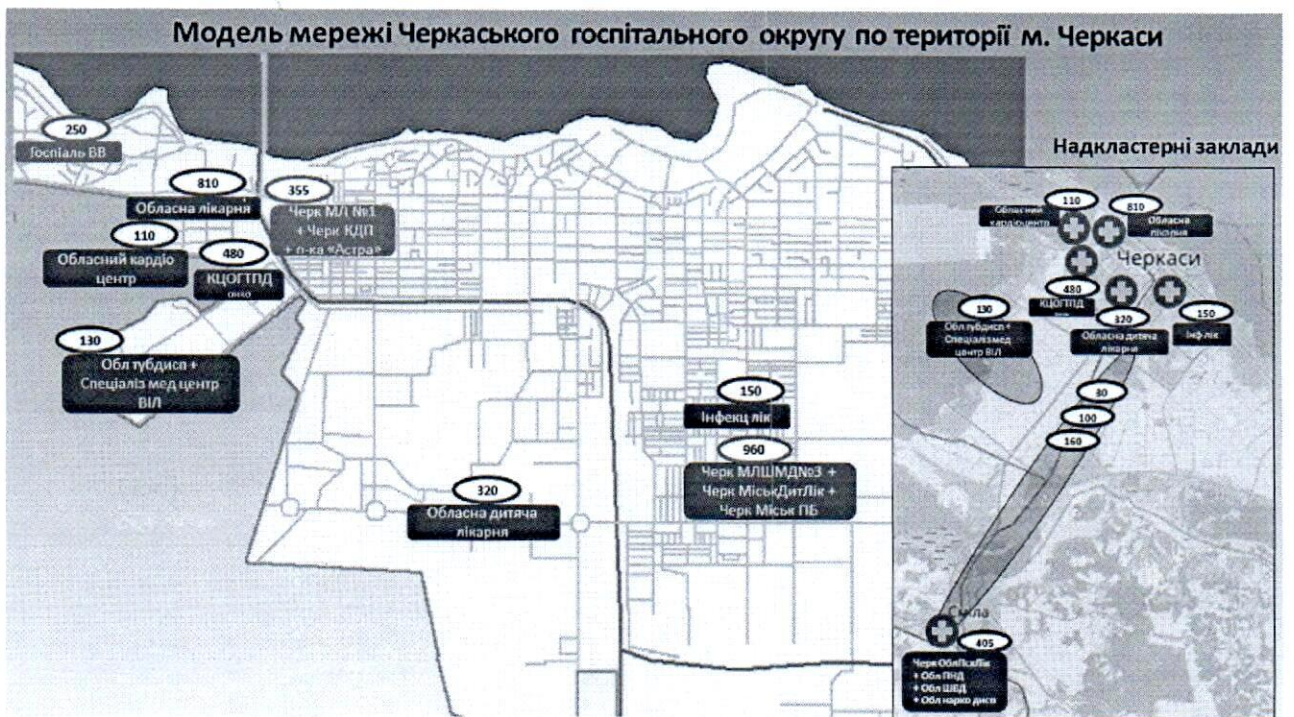 Модель мережі Черкаського госпітального округу по території м. Черкаси
250
Госпіаль ВВ
810
Обласна лікарня
355
Черк МЛ №1
+ Черк КДП
+ п-ка «Астра»
110
Обласний кардіо
центр
480
КЦОГТПД
онко
130
Обл тубдисп +
Спеціаліз мед центр
ВІЛ
150
Інфекц лік
960
Черк МЛШМД№3 +
Черк МіськДитЛік +
Черк Міськ ПБ
320
Обласна дитяча
лікарня
Надкластерні заклади
110
Обласний
кардіоцентр
810
Обласна
лікарня
Черкаси
480
КЦОГТПД
130
Обл тубдисп +
Спеціаліз мед
центр ВІЛ
320
Обласна дитяча
лікарня
150
Інф лік
30
100
160
Сміла
405
Черк ОблПсхЛік
+ Обл ПНД
+ Обл ШВД
+ Обл нарко дисп